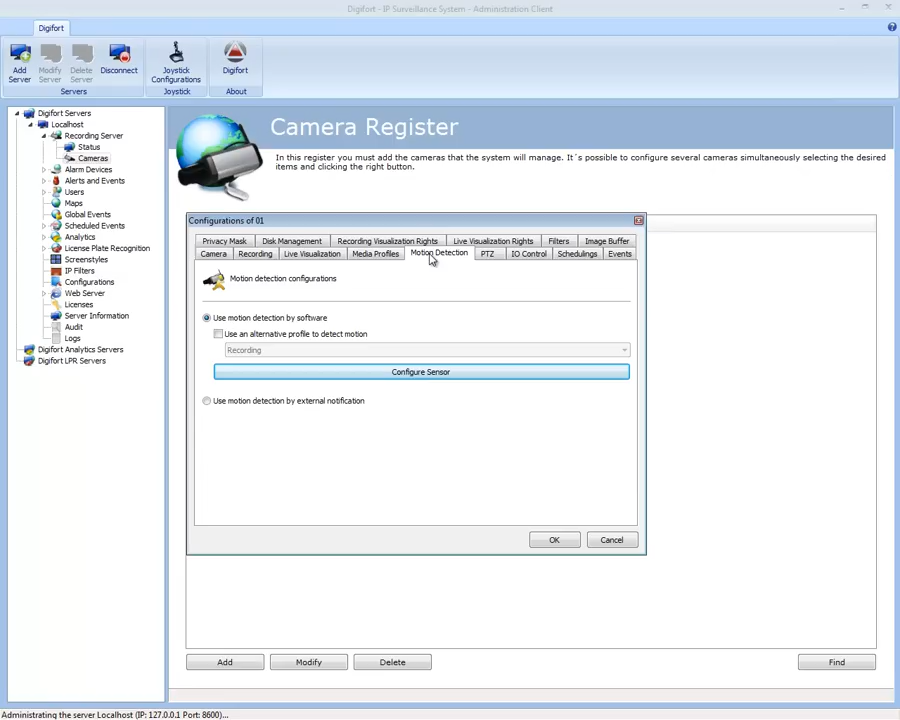 Digifort - IP Surveillance System - Administration Client
Digifort
Add Server
Modify Server
Delete Server
Disconnect
Joystick Configurations
Digifort
Servers
Joystick
About
Digifort Servers
Localhost
Recording Server
Status
Cameras
Alarm Devices
Alerts and Events
Users
Maps
Global Events
Scheduled Events
Analytics
License Plate Recognition
Screenstyles
IP Filters
Configurations
Web Server
Licenses
Server Information
Audit
Logs
Digifort Analytics Servers
Digifort LPR Servers
Camera Register
In this register you must add the cameras that the system will manage. It´s possible to configure several cameras simultaneously selecting the desired
items and clicking the right button.
Configurations of 01
Privacy Mask Disk Management Recording Visualization Rights Live Visualization Rights Filters Image Buffer
Camera Recording Live Visualization Media Profiles Motion Detection PTZ IO Control Schedulings Events
Motion detection configurations
Use motion detection by software
Use an alternative profile to detect motion
Recording
Configure Sensor
Use motion detection by external notification
OK Cancel
Add Modify Delete Find
Administrating the server Localhost (IP: 127.0.0.1 Port: 8600)...